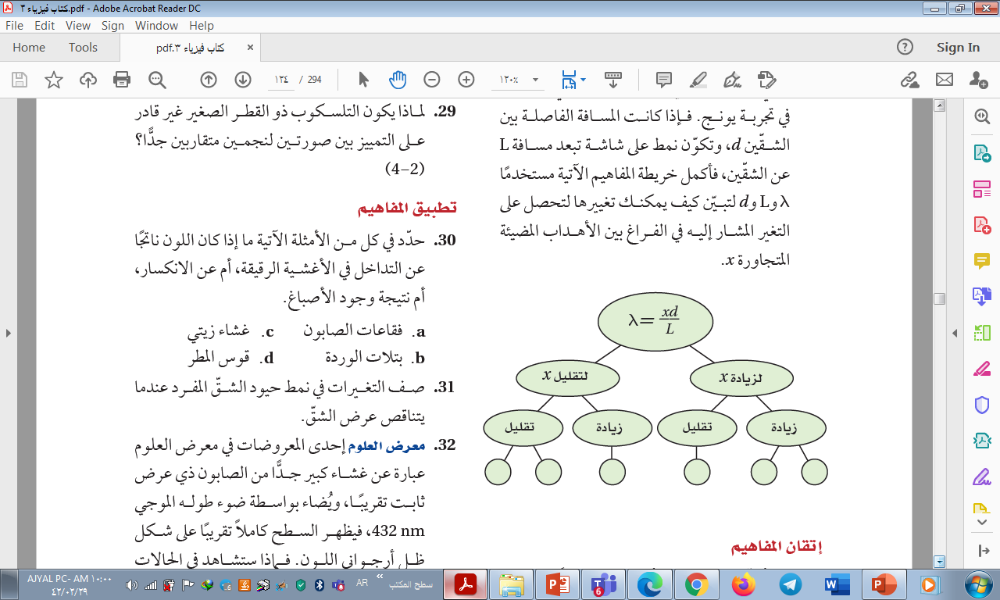 كتاب فيزياء ٣.pdf - Adobe Acrobat Reader DC
File Edit View Sign Window Help
Home Tools كتاب فيزياء ٣.pdf × ? Sign In
١٢٤ / 294 ١٢٠٪
في تجربة يونج. فإذا كانت المسافة الفاصلة بين
الشقّين d، وتكوّن نمط على شاشة تبعد مسافة L
عن الشقّين، فأكمل خريطة المفاهيم الآتية مستخدمًا
λ وL وd لتبيّن كيف يمكنك تغييرها لتحصل على
التغير المشار إليه في الفراغ بين الأهداب المضيئة
المتجاورة x.
λ = xd/L
لزيادة x
لتقليل x
زيادة
تقليل
زيادة
تقليل
إتقان المفاهيم
29. لماذا يكون التلسكوب ذو القطر الصغير غير قادر
على التمييز بين صورتين لنجمين متقاربين جدًّا؟
(4–2)
تطبيق المفاهيم
30. حدّد في كل من الأمثلة الآتية ما إذا كان اللون ناتجًا
عن التداخل في الأغشية الرقيقة، أم عن الانكسار،
أم نتيجة وجود الأصباغ.
a. فقاعات الصابون c. غشاء زيتي
b. بتلات الوردة d. قوس المطر
31. صف التغيرات في نمط حيود الشقّ المفرد عندما
يتناقص عرض الشقّ.
32. معرض العلوم إحدى المعروضات في معرض العلوم
عبارة عن غشاء كبير جدًّا من الصابون ذي عرض
ثابت تقريبًا، ويُضاء بواسطة ضوء طوله الموجي
432 nm، فيظهر السطح كاملاً تقريبًا على شكل
ظل أرجواني اللون. فإذا ستشاهد في الحالات
AJYAL PC- AM ١٠:٠٠
٤٢/٠٢/٢٩
AR
سطح المكتب
6